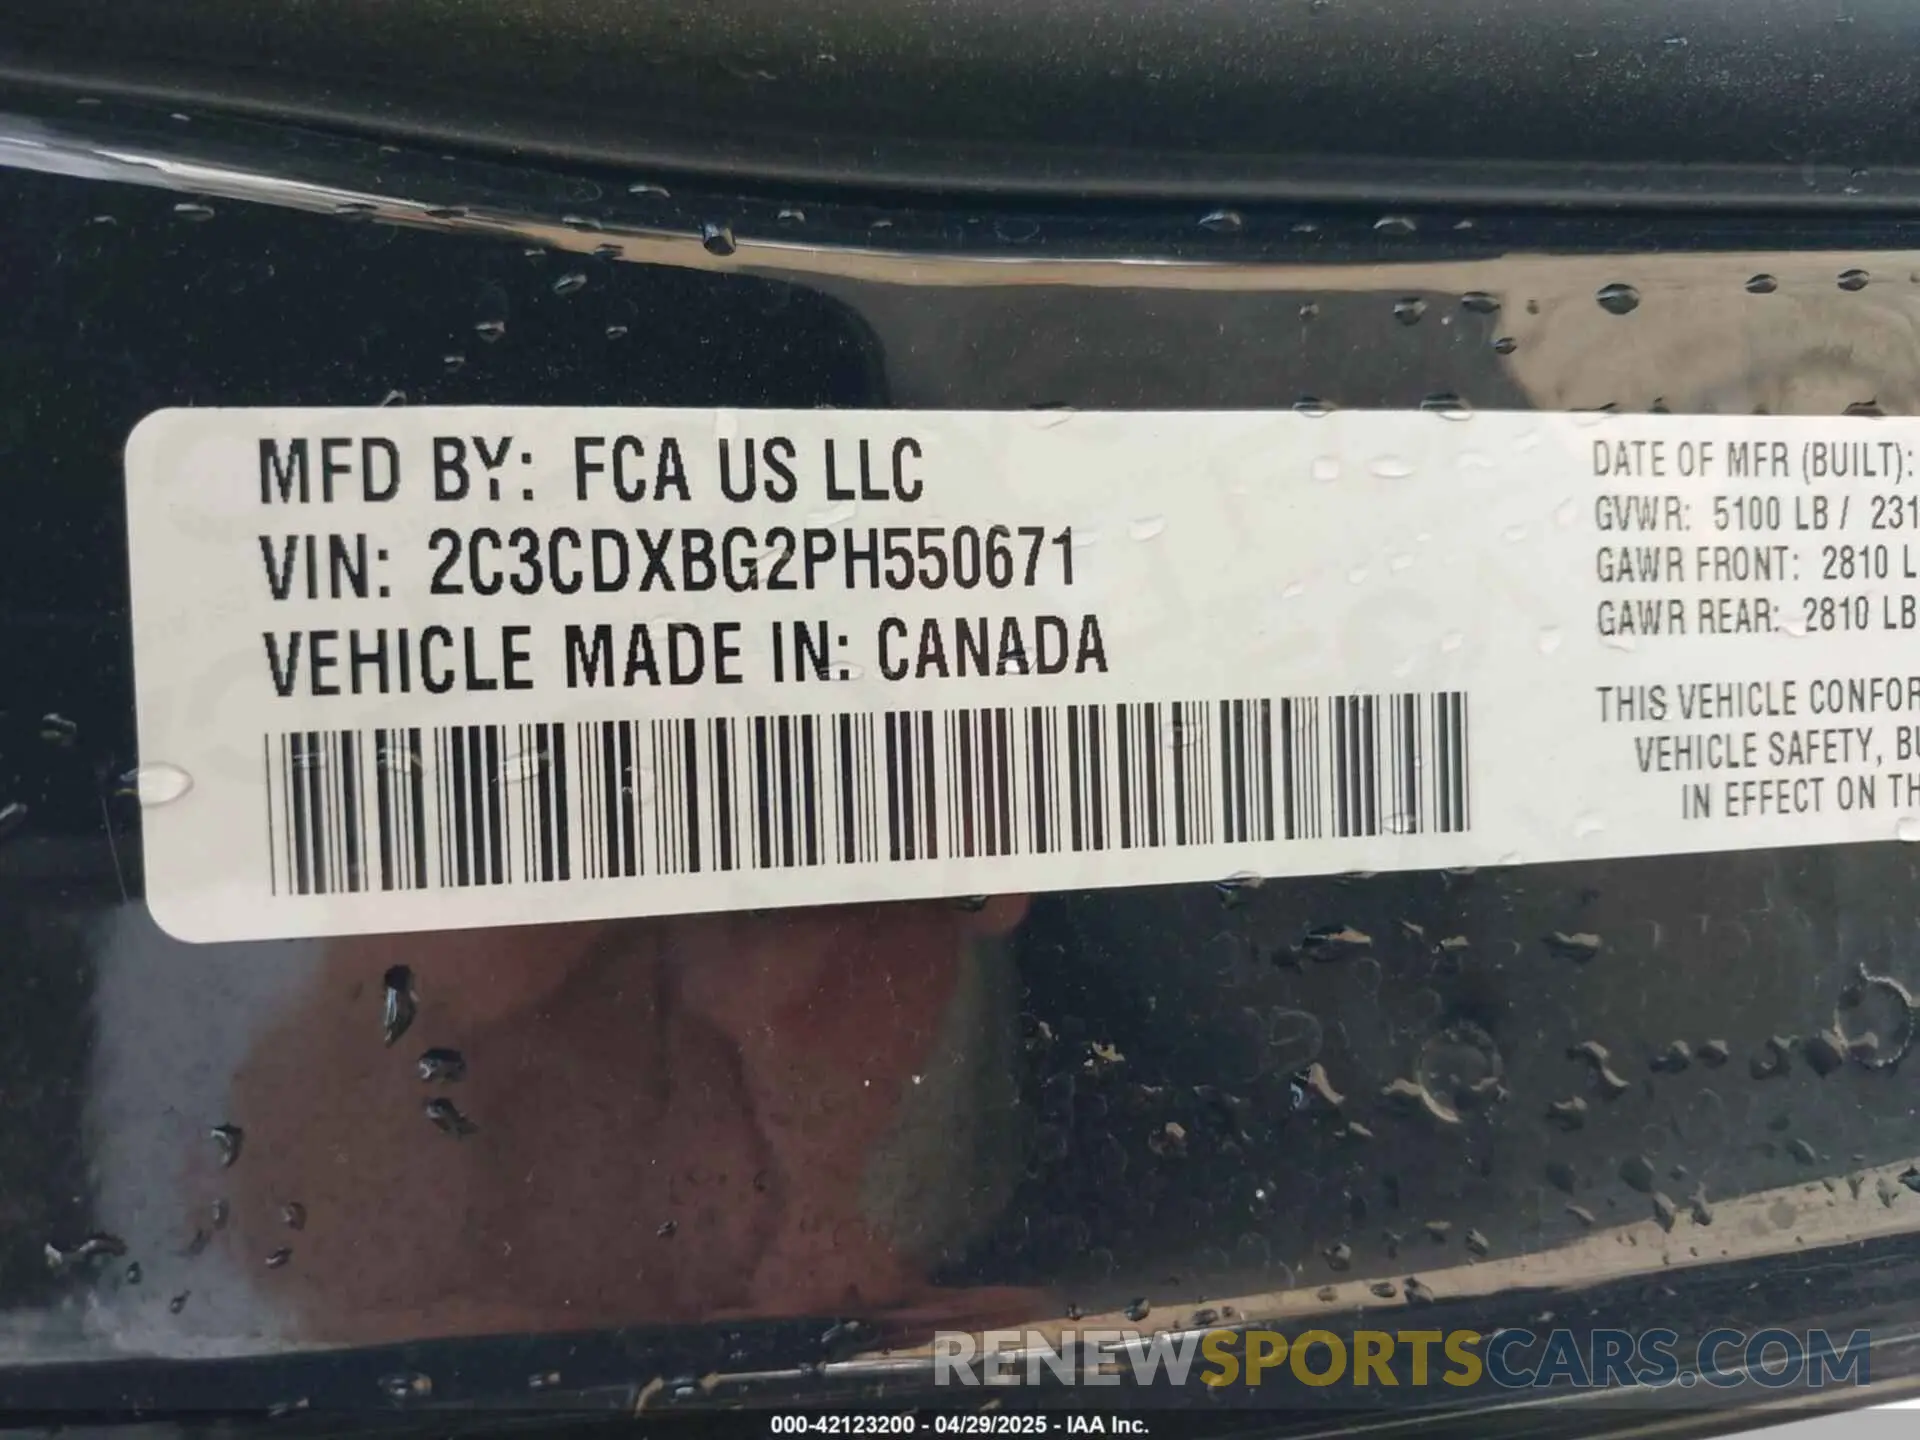 MFD BY: FCA US LLC
VIN: 2C3CDXBG2PH550671
VEHICLE MADE IN: CANADA
DATE OF MFR (BUILT):
GVWR: 5100 LB / 231
GAWR FRONT: 2810 L
GAWR REAR: 2810 LB
THIS VEHICLE CONFOR
VEHICLE SAFETY, BU
IN EFFECT ON TH
RENEWSPORTSCARS.COM
000-42123200 - 04/29/2025 - IAA Inc.